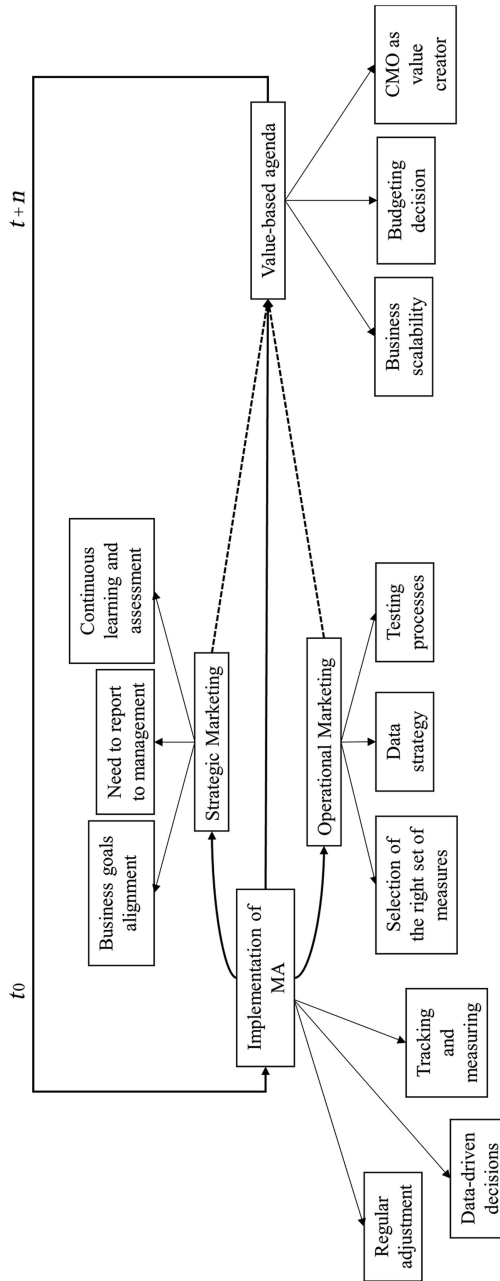 t0
t+n
Business goals
alignment
Need to report
to management
Continuous
learning and
assessment
Strategic Marketing
Implementation of
MA
Value-based agenda
Operational Marketing
Regular
adjustment
Data-driven
decisions
Tracking
and
measuring
Selection of
the right set of
measures
Data
strategy
Testing
processes
Business
scalability
Budgeting
decision
CMO as
value
creator